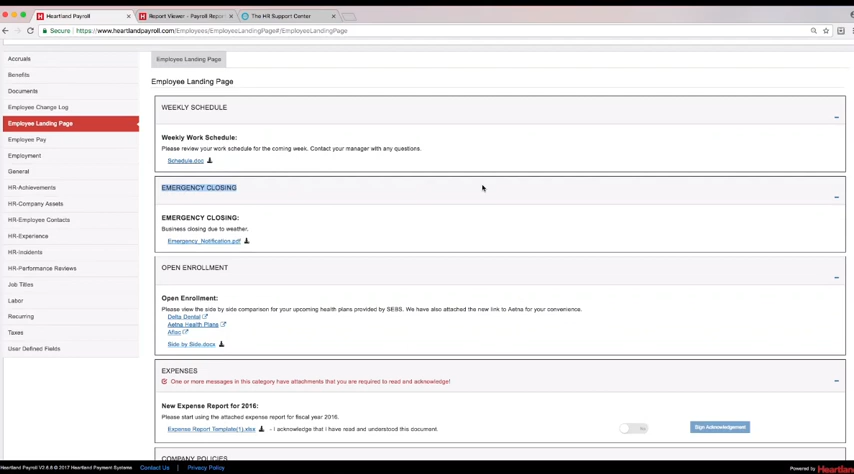 Heartland Payroll
Report Viewer - Payroll Report
The HR Support Center
Secure
https://www.heartlandpayroll.com/Employees/EmployeeLandingPage#/EmployeeLandingPage
Accruals
Benefits
Documents
Employee Change Log
Employee Landing Page
Employee Pay
Employment
General
HR-Achievements
HR-Company Assets
HR-Employee Contacts
HR-Experience
HR-Incidents
HR-Performance Reviews
Job Titles
Labor
Recurring
Taxes
User Defined Fields
Employee Landing Page
Employee Landing Page
WEEKLY SCHEDULE
Weekly Work Schedule:
Please review your work schedule for the coming week. Contact your manager with any questions.
Schedule.doc
EMERGENCY CLOSING
EMERGENCY CLOSING:
Business closing due to weather.
Emergency_Notification.pdf
OPEN ENROLLMENT
Open Enrollment:
Please view the side by side comparison for your upcoming health plans provided by SESS. We have also attached the new link to Aetna for your convenience.
Delta Dental
Aetna Health Plans
Aflac
Side by Side.docx
EXPENSES
One or more messages in this category have attachments that you are required to read and acknowledge!
New Expense Report for 2016:
Please start using the attached expense report for fiscal year 2016.
Expense Report Template(1).xlsx - I acknowledge that I have read and understood this document.
No
Sign Acknowledgement
COMPANY POLICIES
Heartland Payroll V2.6.8 © 2017 Heartland Payment Systems
Contact Us | Privacy Policy
Powered by Heartland